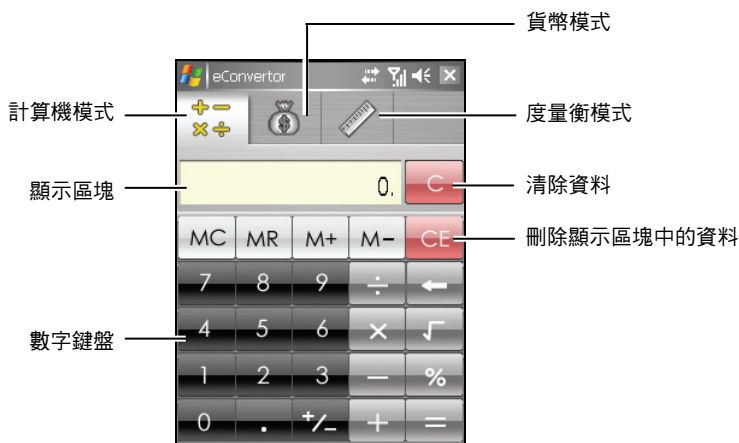 貨幣模式
eConvertor
計算機模式
度量衡模式
顯示區塊
0.
C
清除資料
MC MR M+ M− CE
刪除顯示區塊中的資料
7 8 9 ÷ ←
4 5 6 × √
數字鍵盤
1 2 3 − %
0 . +/− + =